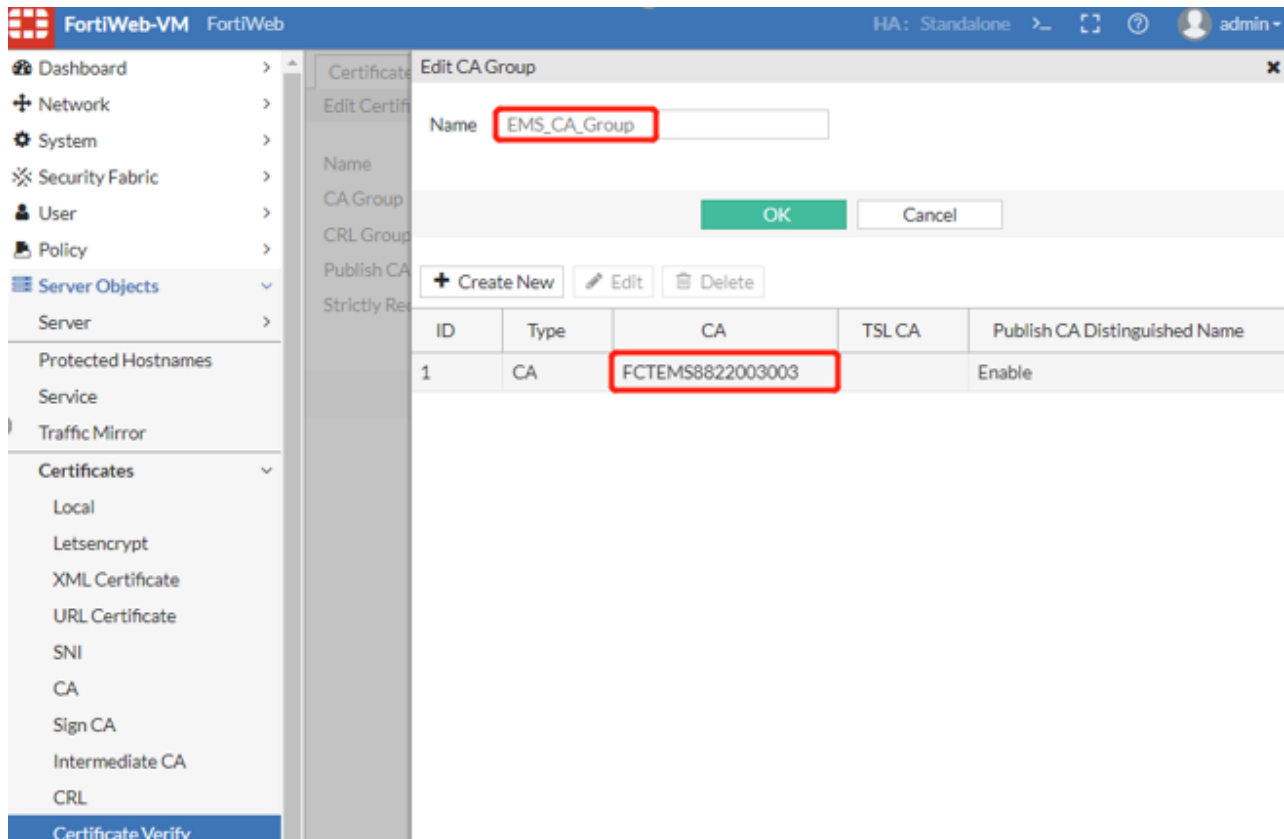 FortiWeb-VM FortiWeb HA: Standalone >_ admin
Dashboard
Network
System
Security Fabric
User
Policy
Server Objects
Server
Protected Hostnames
Service
Traffic Mirror
Certificates
Local
Letsencrypt
XML Certificate
URL Certificate
SNI
CA
Sign CA
Intermediate CA
CRL
Certificate Verify
Certificate
Edit Certifi
Name
CA Group
CRL Group
Publish CA
Strictly Req
Edit CA Group
Name EMS_CA_Group
OK Cancel
+ Create New Edit Delete
ID Type CA TSL CA Publish CA Distinguished Name
1 CA FCTEMS8822003003 Enable